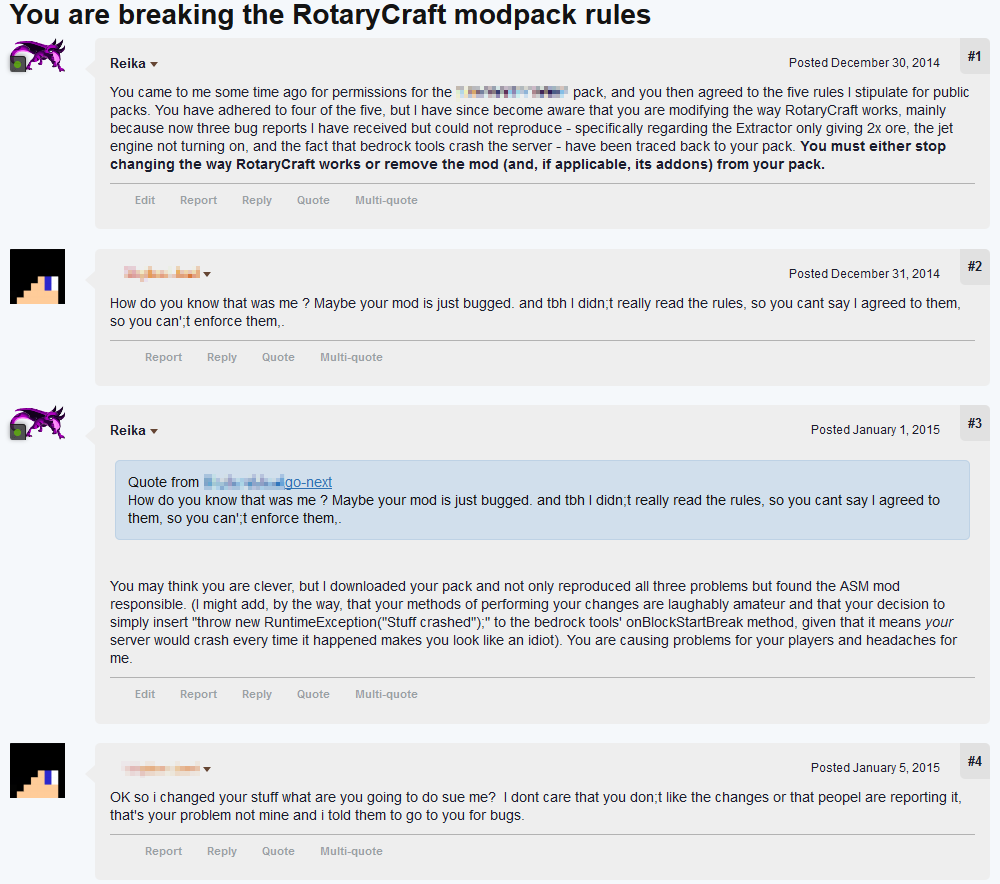 You are breaking the RotaryCraft modpack rules
Reika
Posted December 30, 2014
#1
You came to me some time ago for permissions for the pack, and you then agreed to the five rules I stipulate for public
packs. You have adhered to four of the five, but I have since become aware that you are modifying the way RotaryCraft works, mainly
because now three bug reports I have received but could not reproduce - specifically regarding the Extractor only giving 2x ore, the jet
engine not turning on, and the fact that bedrock tools crash the server - have been traced back to your pack. You must either stop
changing the way RotaryCraft works or remove the mod (and, if applicable, its addons) from your pack.
Edit Report Reply Quote Multi-quote
Posted December 31, 2014
#2
How do you know that was me ? Maybe your mod is just bugged. and tbh I didn;t really read the rules, so you cant say I agreed to them,
so you can';t enforce them,.
Report Reply Quote Multi-quote
Reika
Posted January 1, 2015
#3
Quote from go-next
How do you know that was me ? Maybe your mod is just bugged. and tbh I didn;t really read the rules, so you cant say I agreed to
them, so you can';t enforce them,.
You may think you are clever, but I downloaded your pack and not only reproduced all three problems but found the ASM mod
responsible. (I might add, by the way, that your methods of performing your changes are laughably amateur and that your decision to
simply insert "throw new RuntimeException("Stuff crashed");" to the bedrock tools' onBlockStartBreak method, given that it means your
server would crash every time it happened makes you look like an idiot). You are causing problems for your players and headaches for
me.
Edit Report Reply Quote Multi-quote
Posted January 5, 2015
#4
OK so i changed your stuff what are you going to do sue me?  I dont care that you don;t like the changes or that peopel are reporting it,
that's your problem not mine and i told them to go to you for bugs.
Report Reply Quote Multi-quote